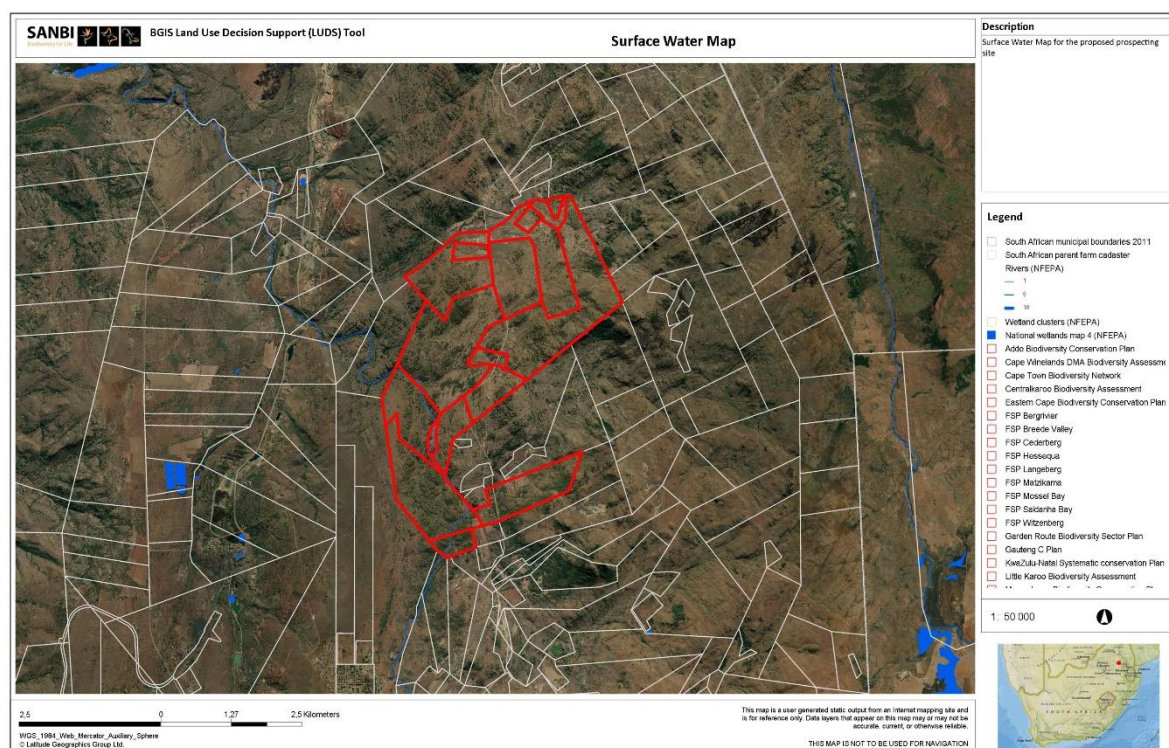 SANBI
Biodiversity for Life
BGIS Land Use Decision Support (LUDS) Tool
Surface Water Map
Description
Surface Water Map for the proposed prospecting
site
Legend
South African municipal boundaries 2011
South African parent farm cadaster
Rivers (NFEPA)
1
Wetland clusters (NFEPA)
National wetlands map 4 (NFEPA)
Addo Biodiversity Conservation Plan
Cape Winelands DMA Biodiversity Assessme
Cape Town Biodiversity Network
Centralkaroo Biodiversity Assessment
Eastern Cape Biodiversity Conservation Plan
FSP Bergrivier
FSP Breede Valley
FSP Cederberg
FSP Hessequa
FSP Langeberg
FSP Matzikama
FSP Mossel Bay
FSP Saldanha Bay
FSP Witzenberg
Garden Route Biodiversity Sector Plan
Gauteng C Plan
KwaZulu-Natal Systematic conservation Plan
Little Karoo Biodiversity Assessment
1: 50 000
2,5 0 1,27 2,5 Kilometers
WGS_1984_Web_Mercator_Auxiliary_Sphere
© Latitude Geographics Group Ltd.
This map is a user generated static output from an Internet mapping site and
is for reference only. Data layers that appear on this map may or may not be
accurate, current, or otherwise reliable.
THIS MAP IS NOT TO BE USED FOR NAVIGATION